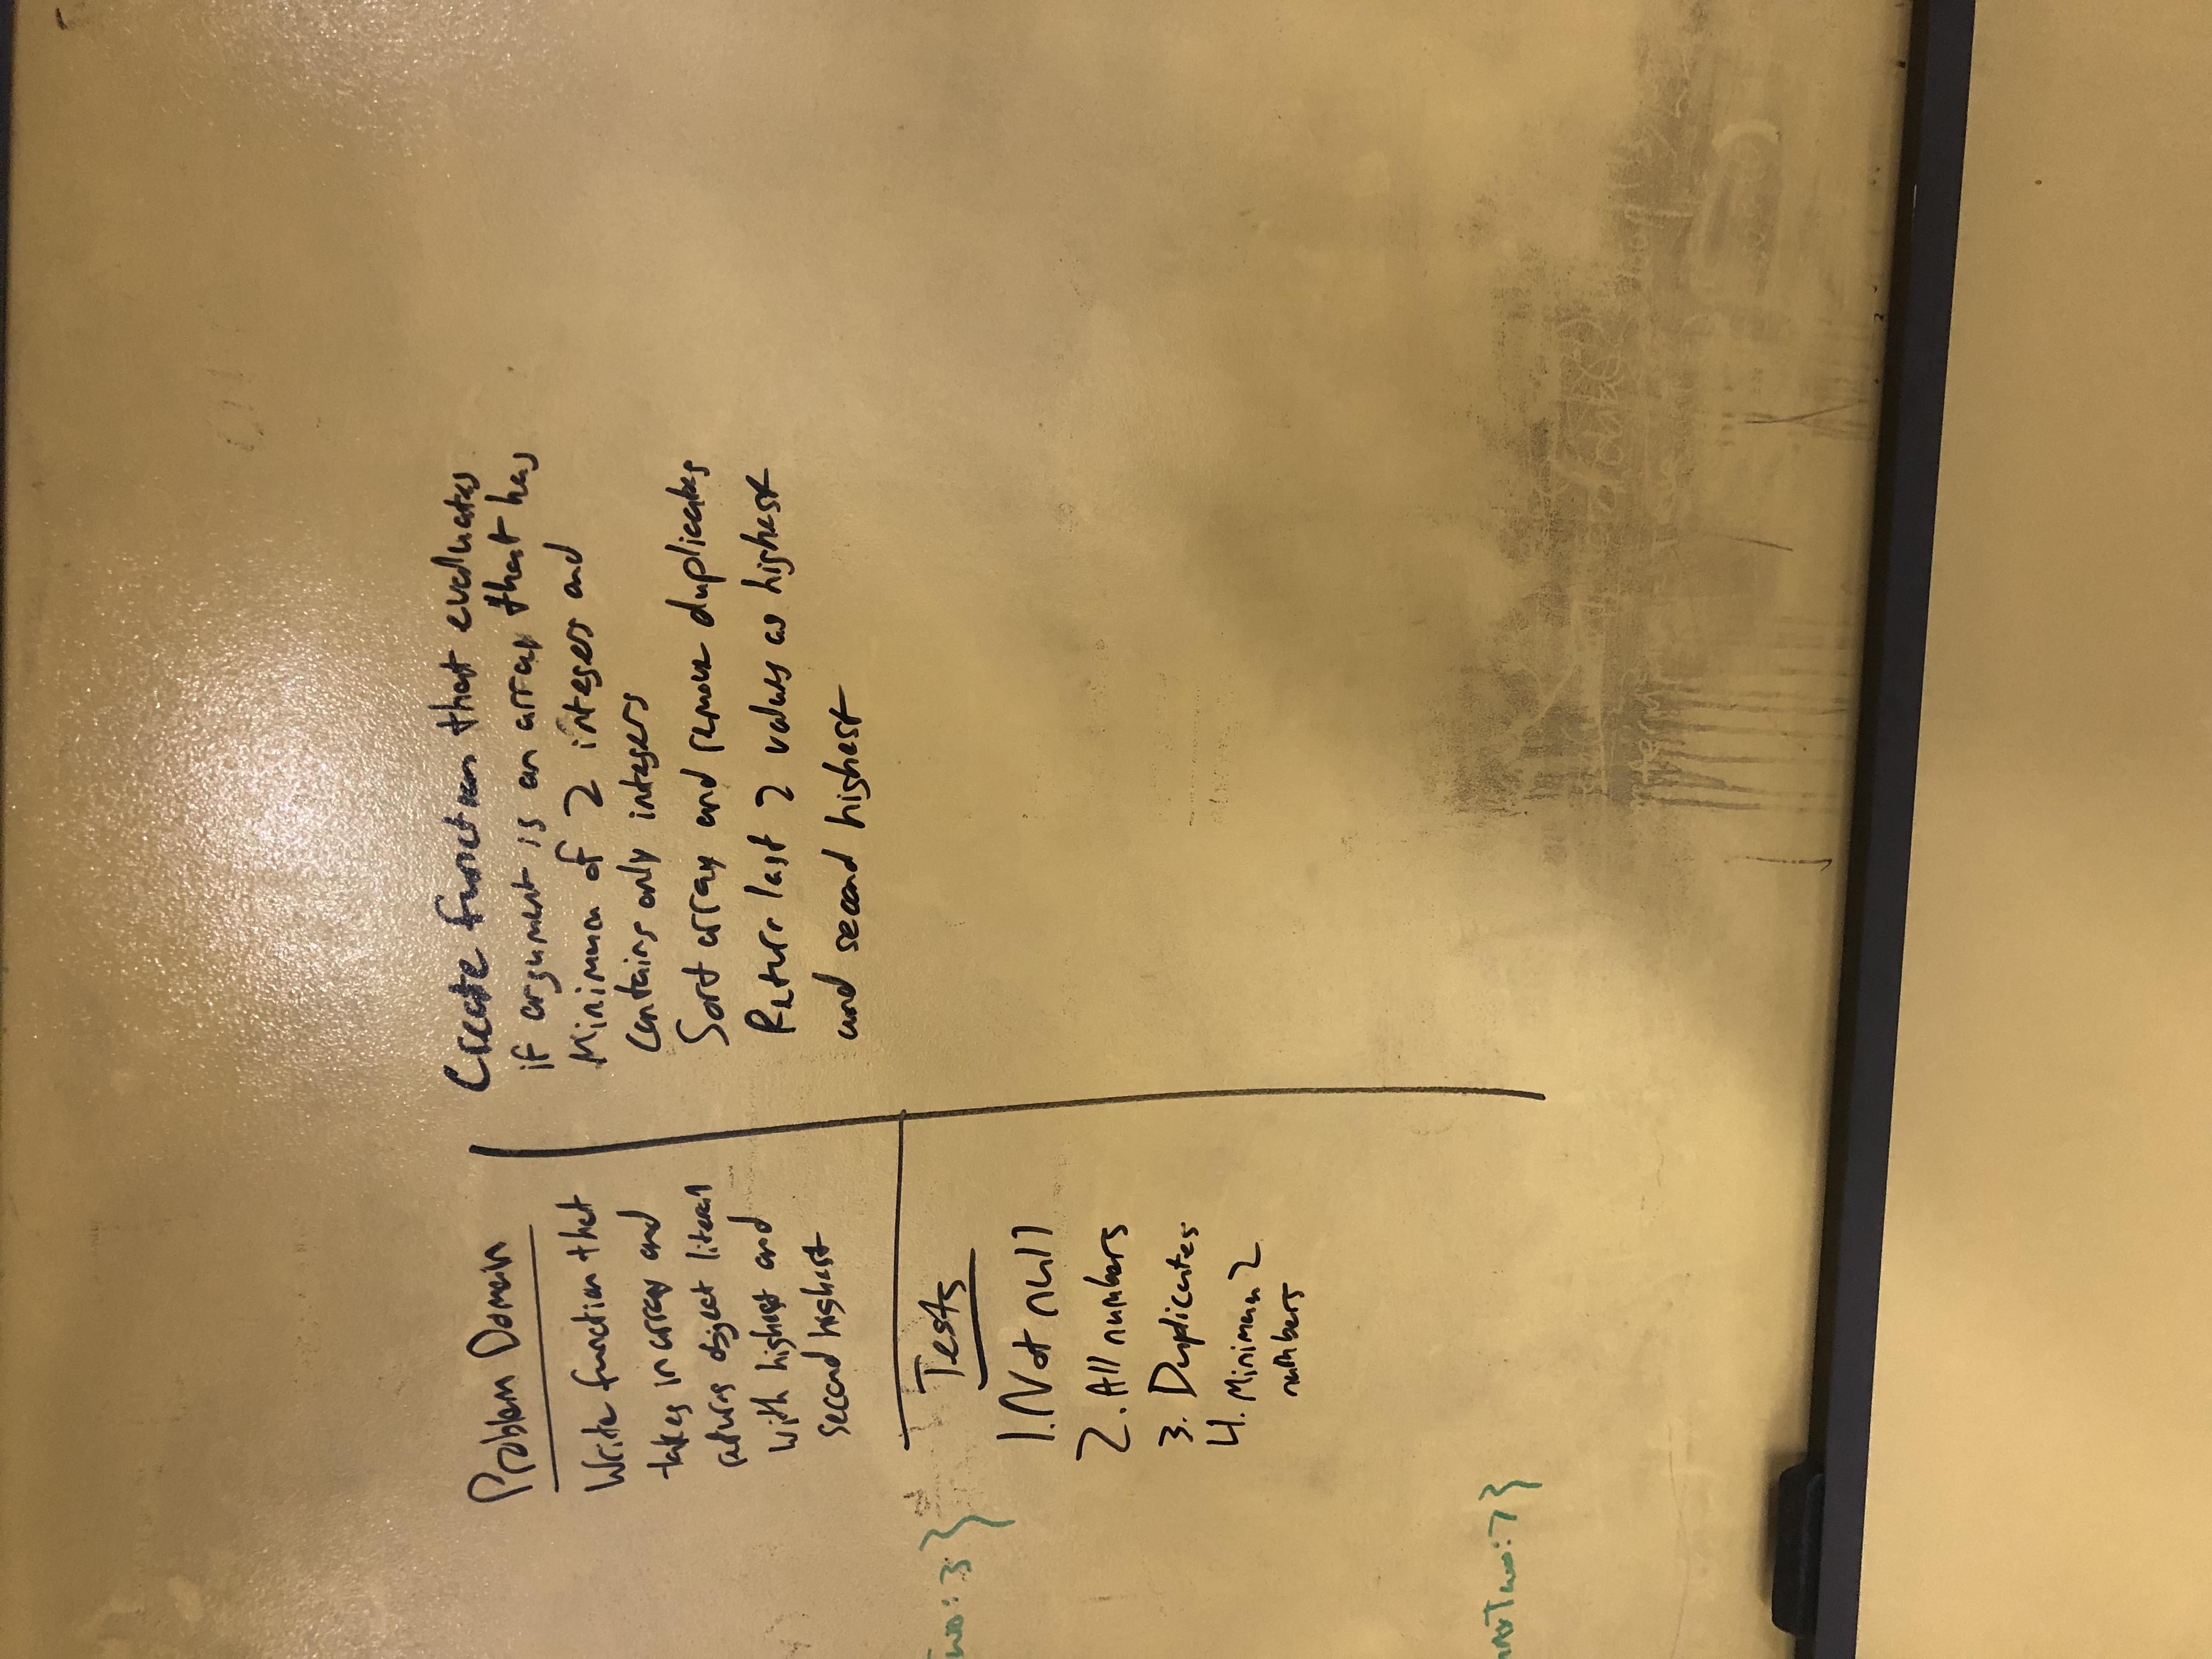 Problem Domain
Write function that
takes in array and
returns object literal
with highest and
second highest
Tests
1. Not null
2. All numbers
3. Duplicates
4. Minimum 2
numbers
Create function that evaluates
if argument is an array that has
Minimum of 2 integers and
contains only integers
Sort array and remove duplicates
Return last 2 values as highest
and second highest
wo: 3 }
Two: 7 }